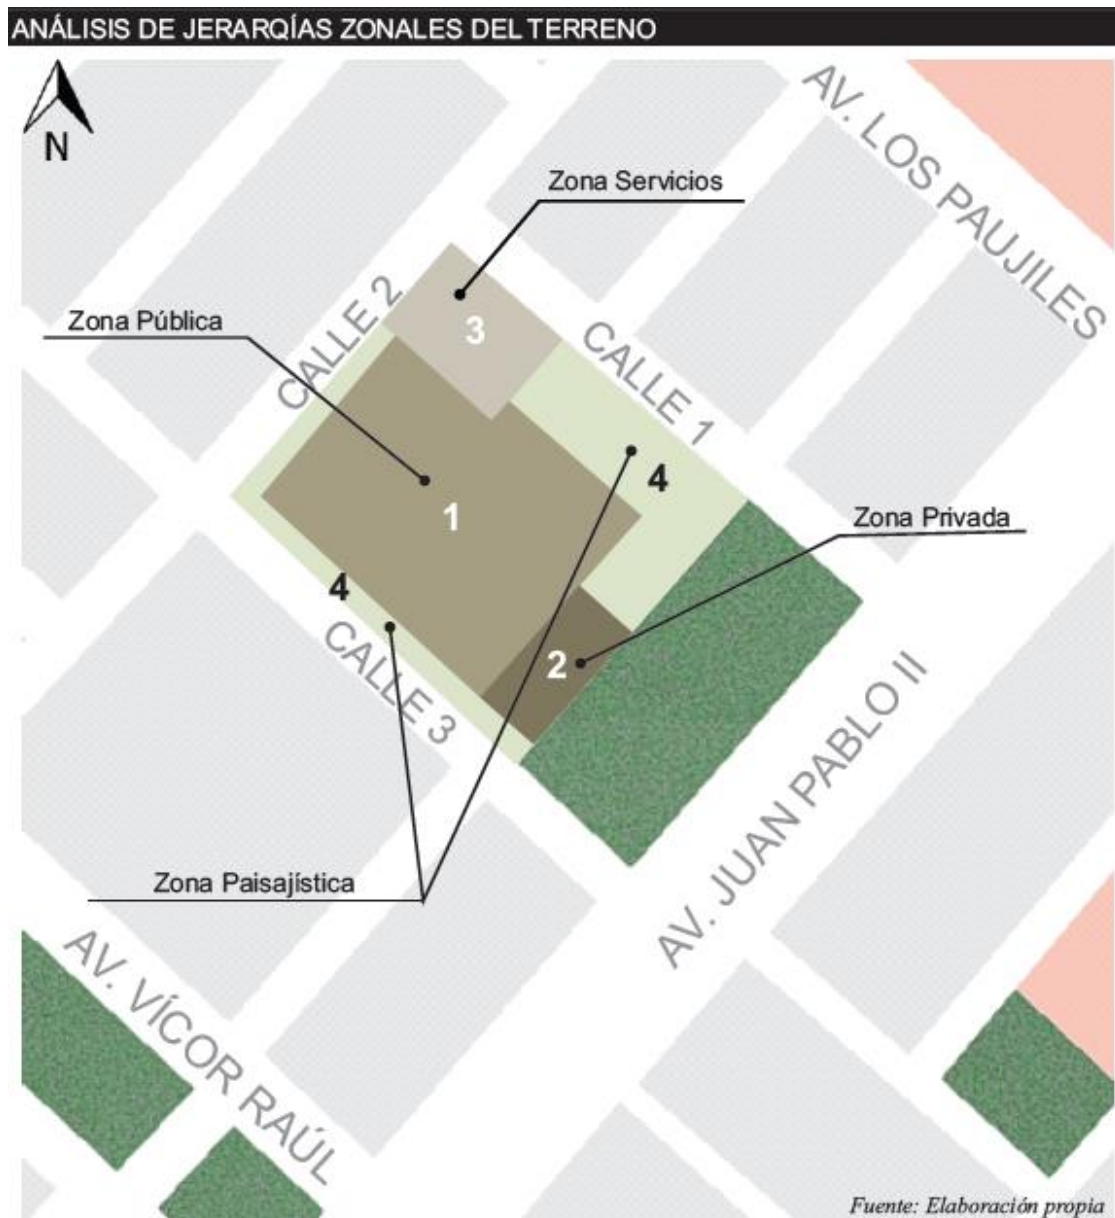 ANÁLISIS DE JERARQÍAS ZONALES DEL TERRENO
N
AV. LOS PAUJILES
Zona Servicios
CALLE 2
3
Zona Pública
CALLE 1
4
1
Zona Privada
4
CALLE 3
2
AV. JUAN PABLO II
Zona Paisajística
AV. VÍCOR RAÚL
Fuente: Elaboración propia